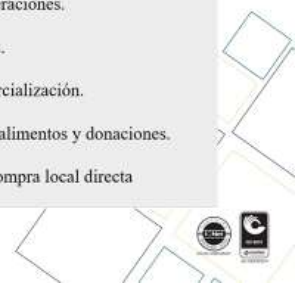 raciones.
.
rcialización.
alimentos y donaciones.
ompra local directa